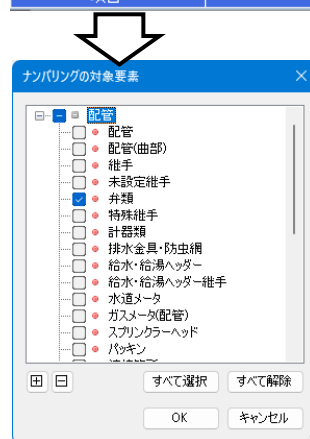 ナンバリングの対象要素
配管
配管
配管(曲部)
継手
未設定継手
弁類
特殊継手
計器類
排水金具・防虫網
給水・給湯ヘッダー
給水・給湯ヘッダー継手
水道メータ
ガスメータ(配管)
スプリンクラーヘッド
パッキン
すべて選択 すべて解除
OK キャンセル